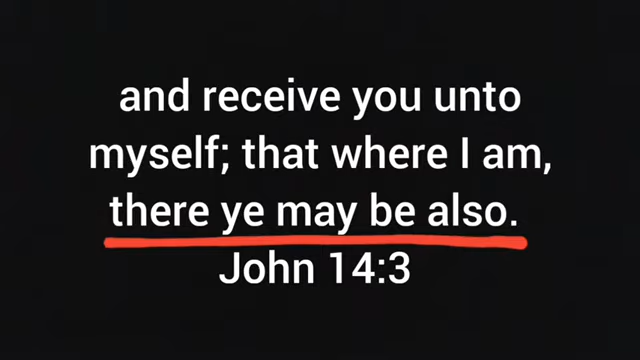 and receive you unto
myself; that where I am,
there ye may be also.
John 14:3